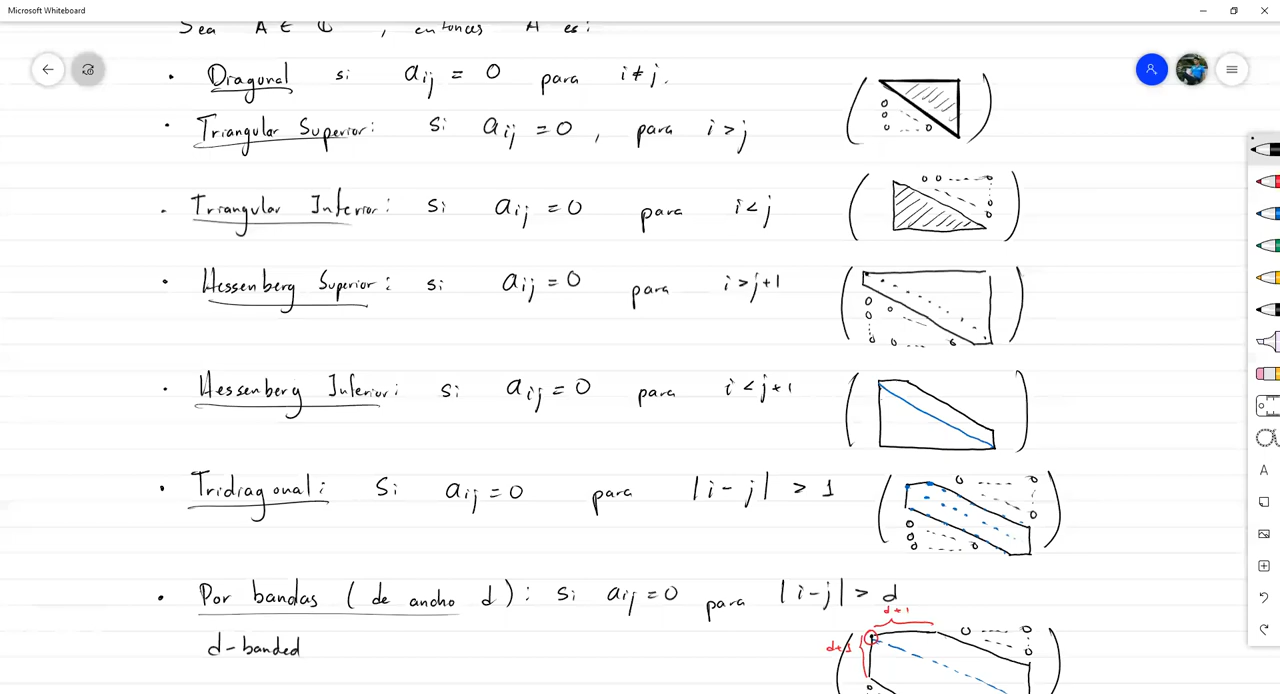 Microsoft Whiteboard
Sea A ∈ ℂ , entonces A es:
• Diagonal si aij = 0 para i ≠ j.
• Triangular Superior: si aij = 0 , para i > j
• Triangular Inferior: si aij = 0 para i < j
• Hessenberg Superior: si aij = 0 para i > j+1
• Hessenberg Inferior: si aij = 0 para i < j+1
• Tridiagonal: Si aij = 0 para |i - j| > 1
• Por bandas ( de ancho d ) : si aij = 0 para |i-j| > d
d-banded
d+1
d+1